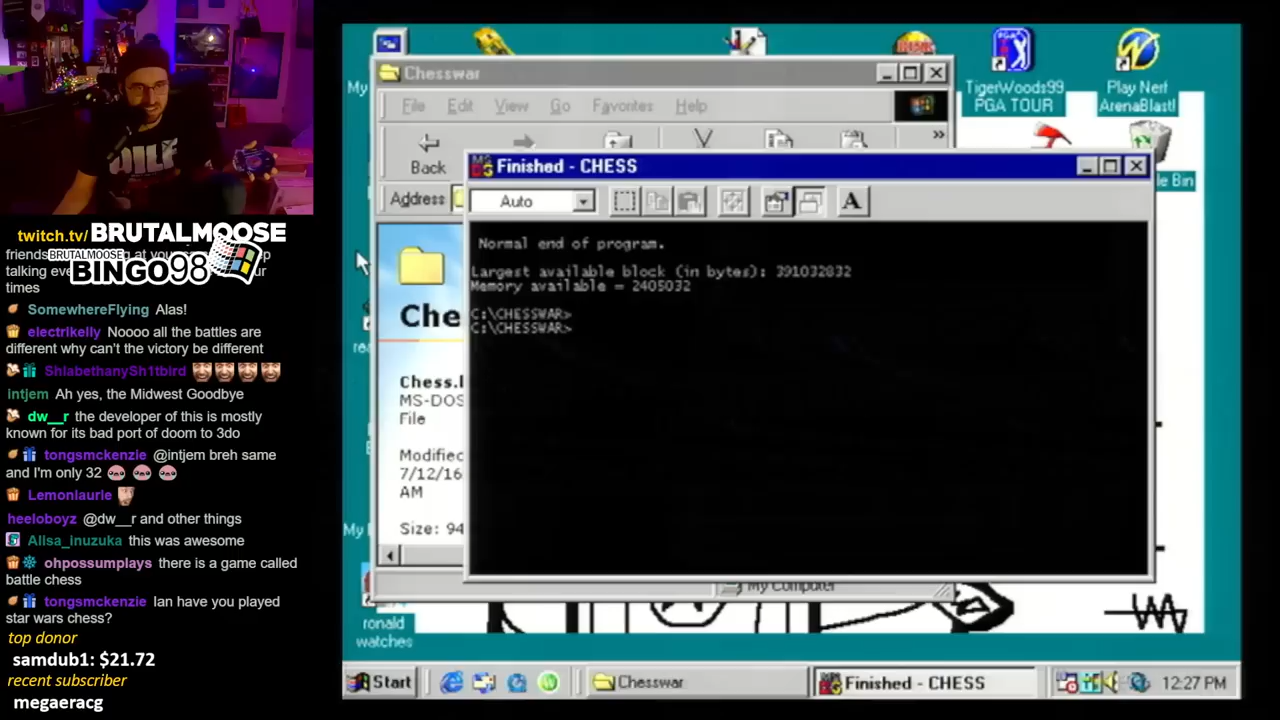 twitch.tv/ BRUTALMOOSE
BRUTALMOOSE
BINGO98
times
SomewhereFlying Alas!
electrikelly Noooo all the battles are
different why can't the victory be different
ShlabethanySh1tbird
intjem Ah yes, the Midwest Goodbye
dw__r the developer of this is mostly
known for its bad port of doom to 3do
tongsmckenzie @intjem breh same
and I'm only 32
Lemonlaurie
heeloboyz @dw__r and other things
Alisa_inuzuka this was awesome
ohpossumplays there is a game called
battle chess
tongsmckenzie Ian have you played
star wars chess?
top donor
samdub1: $21.72
recent subscriber
megaeracg
My
TigerWoods99
PGA TOUR
Play Nerf
ArenaBlast!
le Bin
Chesswar
File Edit View Go Favorites Help
Back
Address
Che
Chess.
MS-DOS
File
Modified
7/12/16
AM
Size: 94
My Computer
Finished - CHESS
Auto
A
Normal end of program.
Largest available block (in bytes): 391032832
Memory available = 2405032
C:\CHESSWAR>
C:\CHESSWAR>
rea
My
ronald
watches
Start
Chesswar
Finished - CHESS
12:27 PM